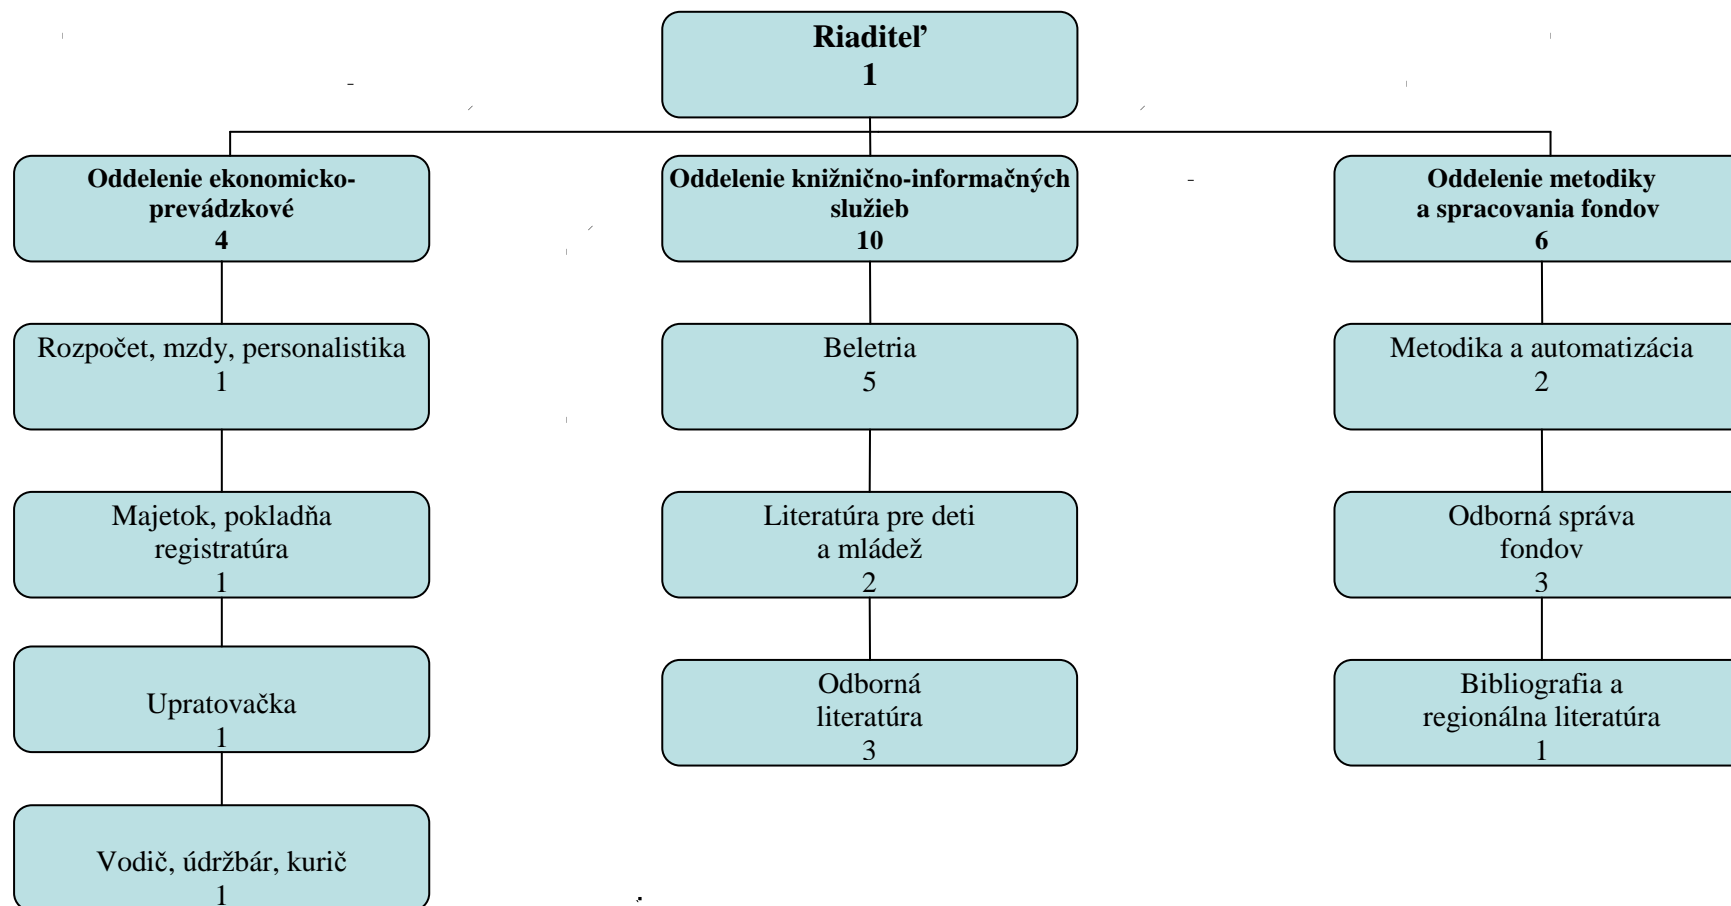 Riaditeľ
1
Oddelenie ekonomicko-
prevádzkové
4
Oddelenie knižnično-informačných
služieb
10
Oddelenie metodiky
a spracovania fondov
6
Rozpočet, mzdy, personalistika
1
Beletria
5
Metodika a automatizácia
2
Majetok, pokladňa
registratúra
1
Literatúra pre deti
a mládež
2
Odborná správa
fondov
3
Upratovačka
1
Odborná
literatúra
3
Bibliografia a
regionálna literatúra
1
Vodič, údržbár, kurič
1